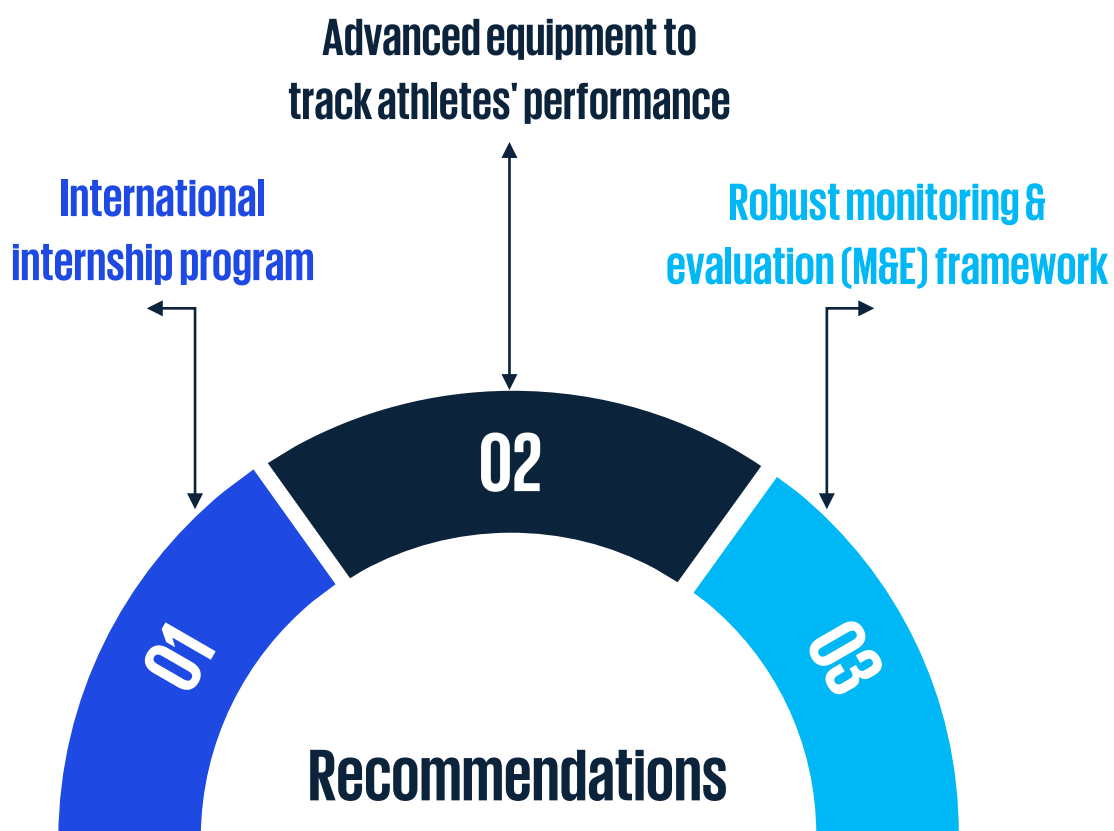 Advanced equipment to
track athletes' performance
International
internship program
Robust monitoring &
evaluation (M&E) framework
02
01
03
Recommendations